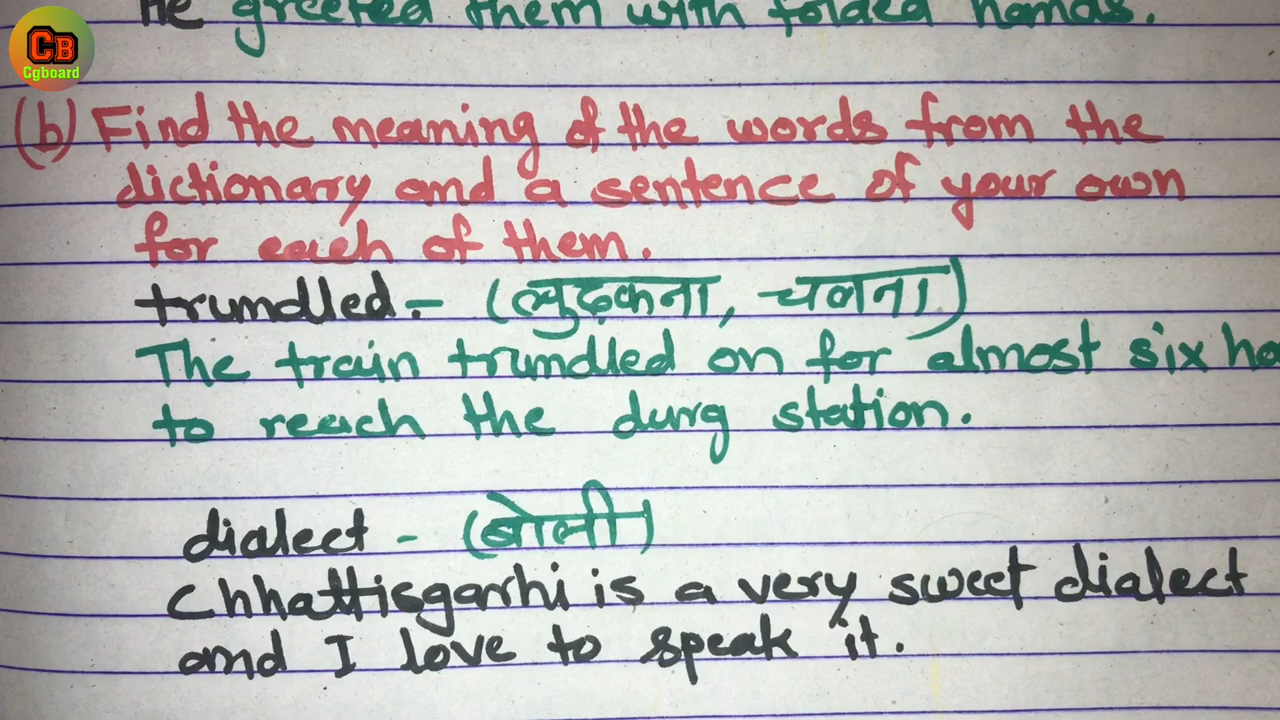 He greeted them with folded hands.
CB
Cgboard
(b) Find the meaning of the words from the
dictionary and a sentence of your own
for each of them.
trundled.- (लुढ़कना, चलना)
The train trundled on for almost six ho
to reach the durg station.
dialect - (बोली)
Chhattisgarhi is a very sweet dialect
and I love to speak it.